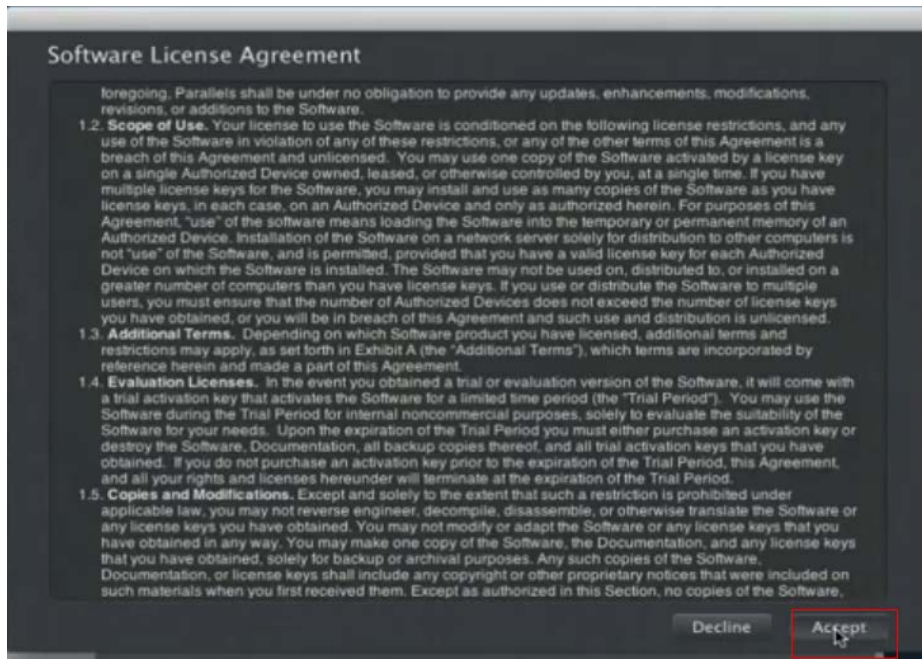 Software License Agreement
foregoing. Parallels shall be under no obligation to provide any updates, enhancements, modifications,
revisions, or additions to the Software.
1.2. Scope of Use. Your license to use the Software is conditioned on the following license restrictions, and any
use of the Software in violation of any of these restrictions, or any of the other terms of this Agreement is a
breach of this Agreement and unlicensed. You may use one copy of the Software activated by a license key
on a single Authorized Device owned, leased, or otherwise controlled by you, at a single time. If you have
multiple license keys for the Software, you may install and use as many copies of the Software as you have
license keys, in each case, on an Authorized Device and only as authorized herein. For purposes of this
Agreement, "use" of the software means loading the Software into the temporary or permanent memory of an
Authorized Device. Installation of the Software on a network server solely for distribution to other computers is
not "use" of the Software, and is permitted, provided that you have a valid license key for each Authorized
Device on which the Software is installed. The Software may not be used on, distributed to, or installed on a
greater number of computers than you have license keys. If you use or distribute the Software to multiple
users, you must ensure that the number of Authorized Devices does not exceed the number of license keys
you have obtained, or you will be in breach of this Agreement and such use and distribution is unlicensed.
1.3. Additional Terms. Depending on which Software product you have licensed, additional terms and
restrictions may apply, as set forth in Exhibit A (the "Additional Terms"), which terms are incorporated by
reference herein and made a part of this Agreement.
1.4. Evaluation Licenses. In the event you obtained a trial or evaluation version of the Software, it will come with
a trial activation key that activates the Software for a limited time period (the "Trial Period"). You may use the
Software during the Trial Period for internal noncommercial purposes, solely to evaluate the suitability of the
Software for your needs. Upon the expiration of the Trial Period you must either purchase an activation key or
destroy the Software, Documentation, all backup copies thereof, and all trial activation keys that you have
obtained. If you do not purchase an activation key prior to the expiration of the Trial Period, this Agreement,
and all your rights and licenses hereunder will terminate at the expiration of the Trial Period.
1.5. Copies and Modifications. Except and solely to the extent that such a restriction is prohibited under
applicable law, you may not reverse engineer, decompile, disassemble, or otherwise translate the Software or
any license keys you have obtained. You may not modify or adapt the Software or any license keys that you
have obtained in any way. You may make one copy of the Software, the Documentation, and any license keys
that you have obtained, solely for backup or archival purposes. Any such copies of the Software,
Documentation, or license keys shall include any copyright or other proprietary notices that were included on
such materials when you first received them. Except as authorized in this Section, no copies of the Software,
Decline
Accept